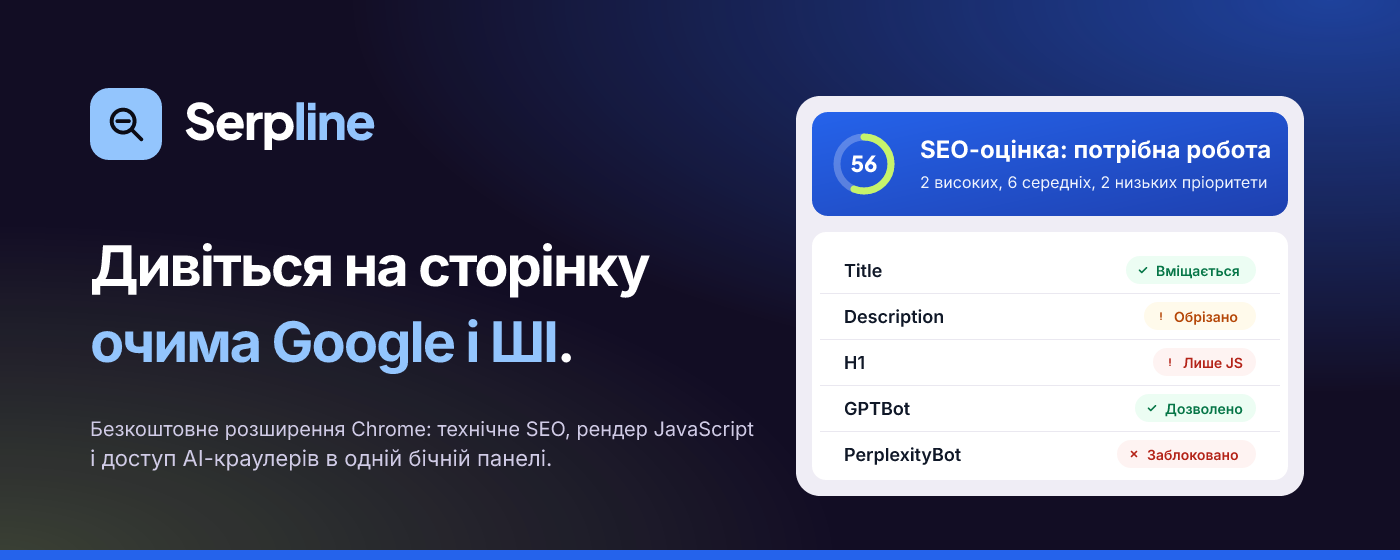 Serpline
Дивіться на сторінку
очима Google і ШІ.
Безкоштовне розширення Chrome: технічне SEO, рендер JavaScript
і доступ AI-краулерів в одній бічній панелі.
56
SEO-оцінка: потрібна робота
2 високих, 6 середніх, 2 низьких пріоритети
Title ✓ Вміщається
Description ! Обрізано
H1 ! Лише JS
GPTBot ✓ Дозволено
PerplexityBot × Заблоковано